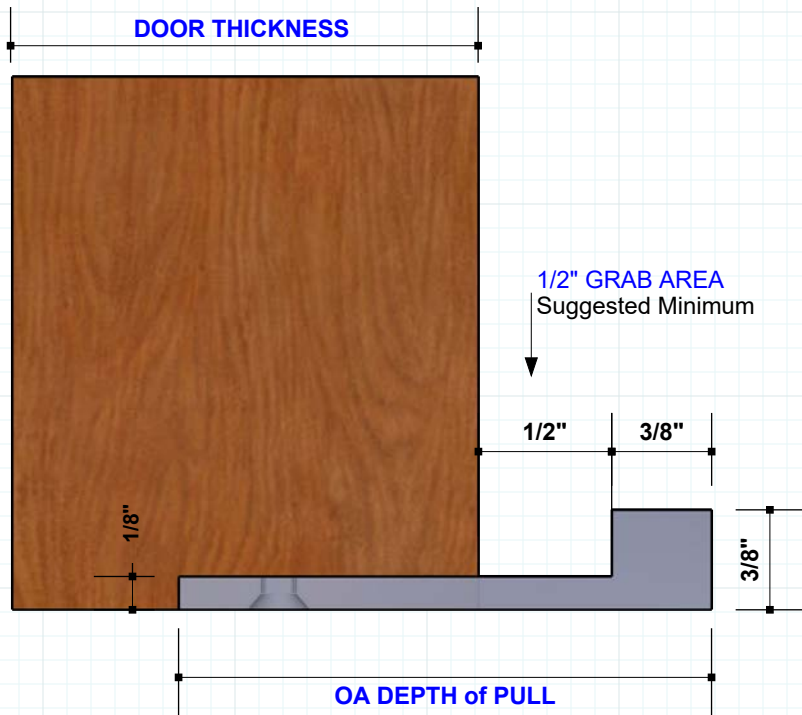 DOOR THICKNESS
1/2" GRAB AREA
Suggested Minimum
1/2"
3/8"
1/8"
3/8"
OA DEPTH of PULL